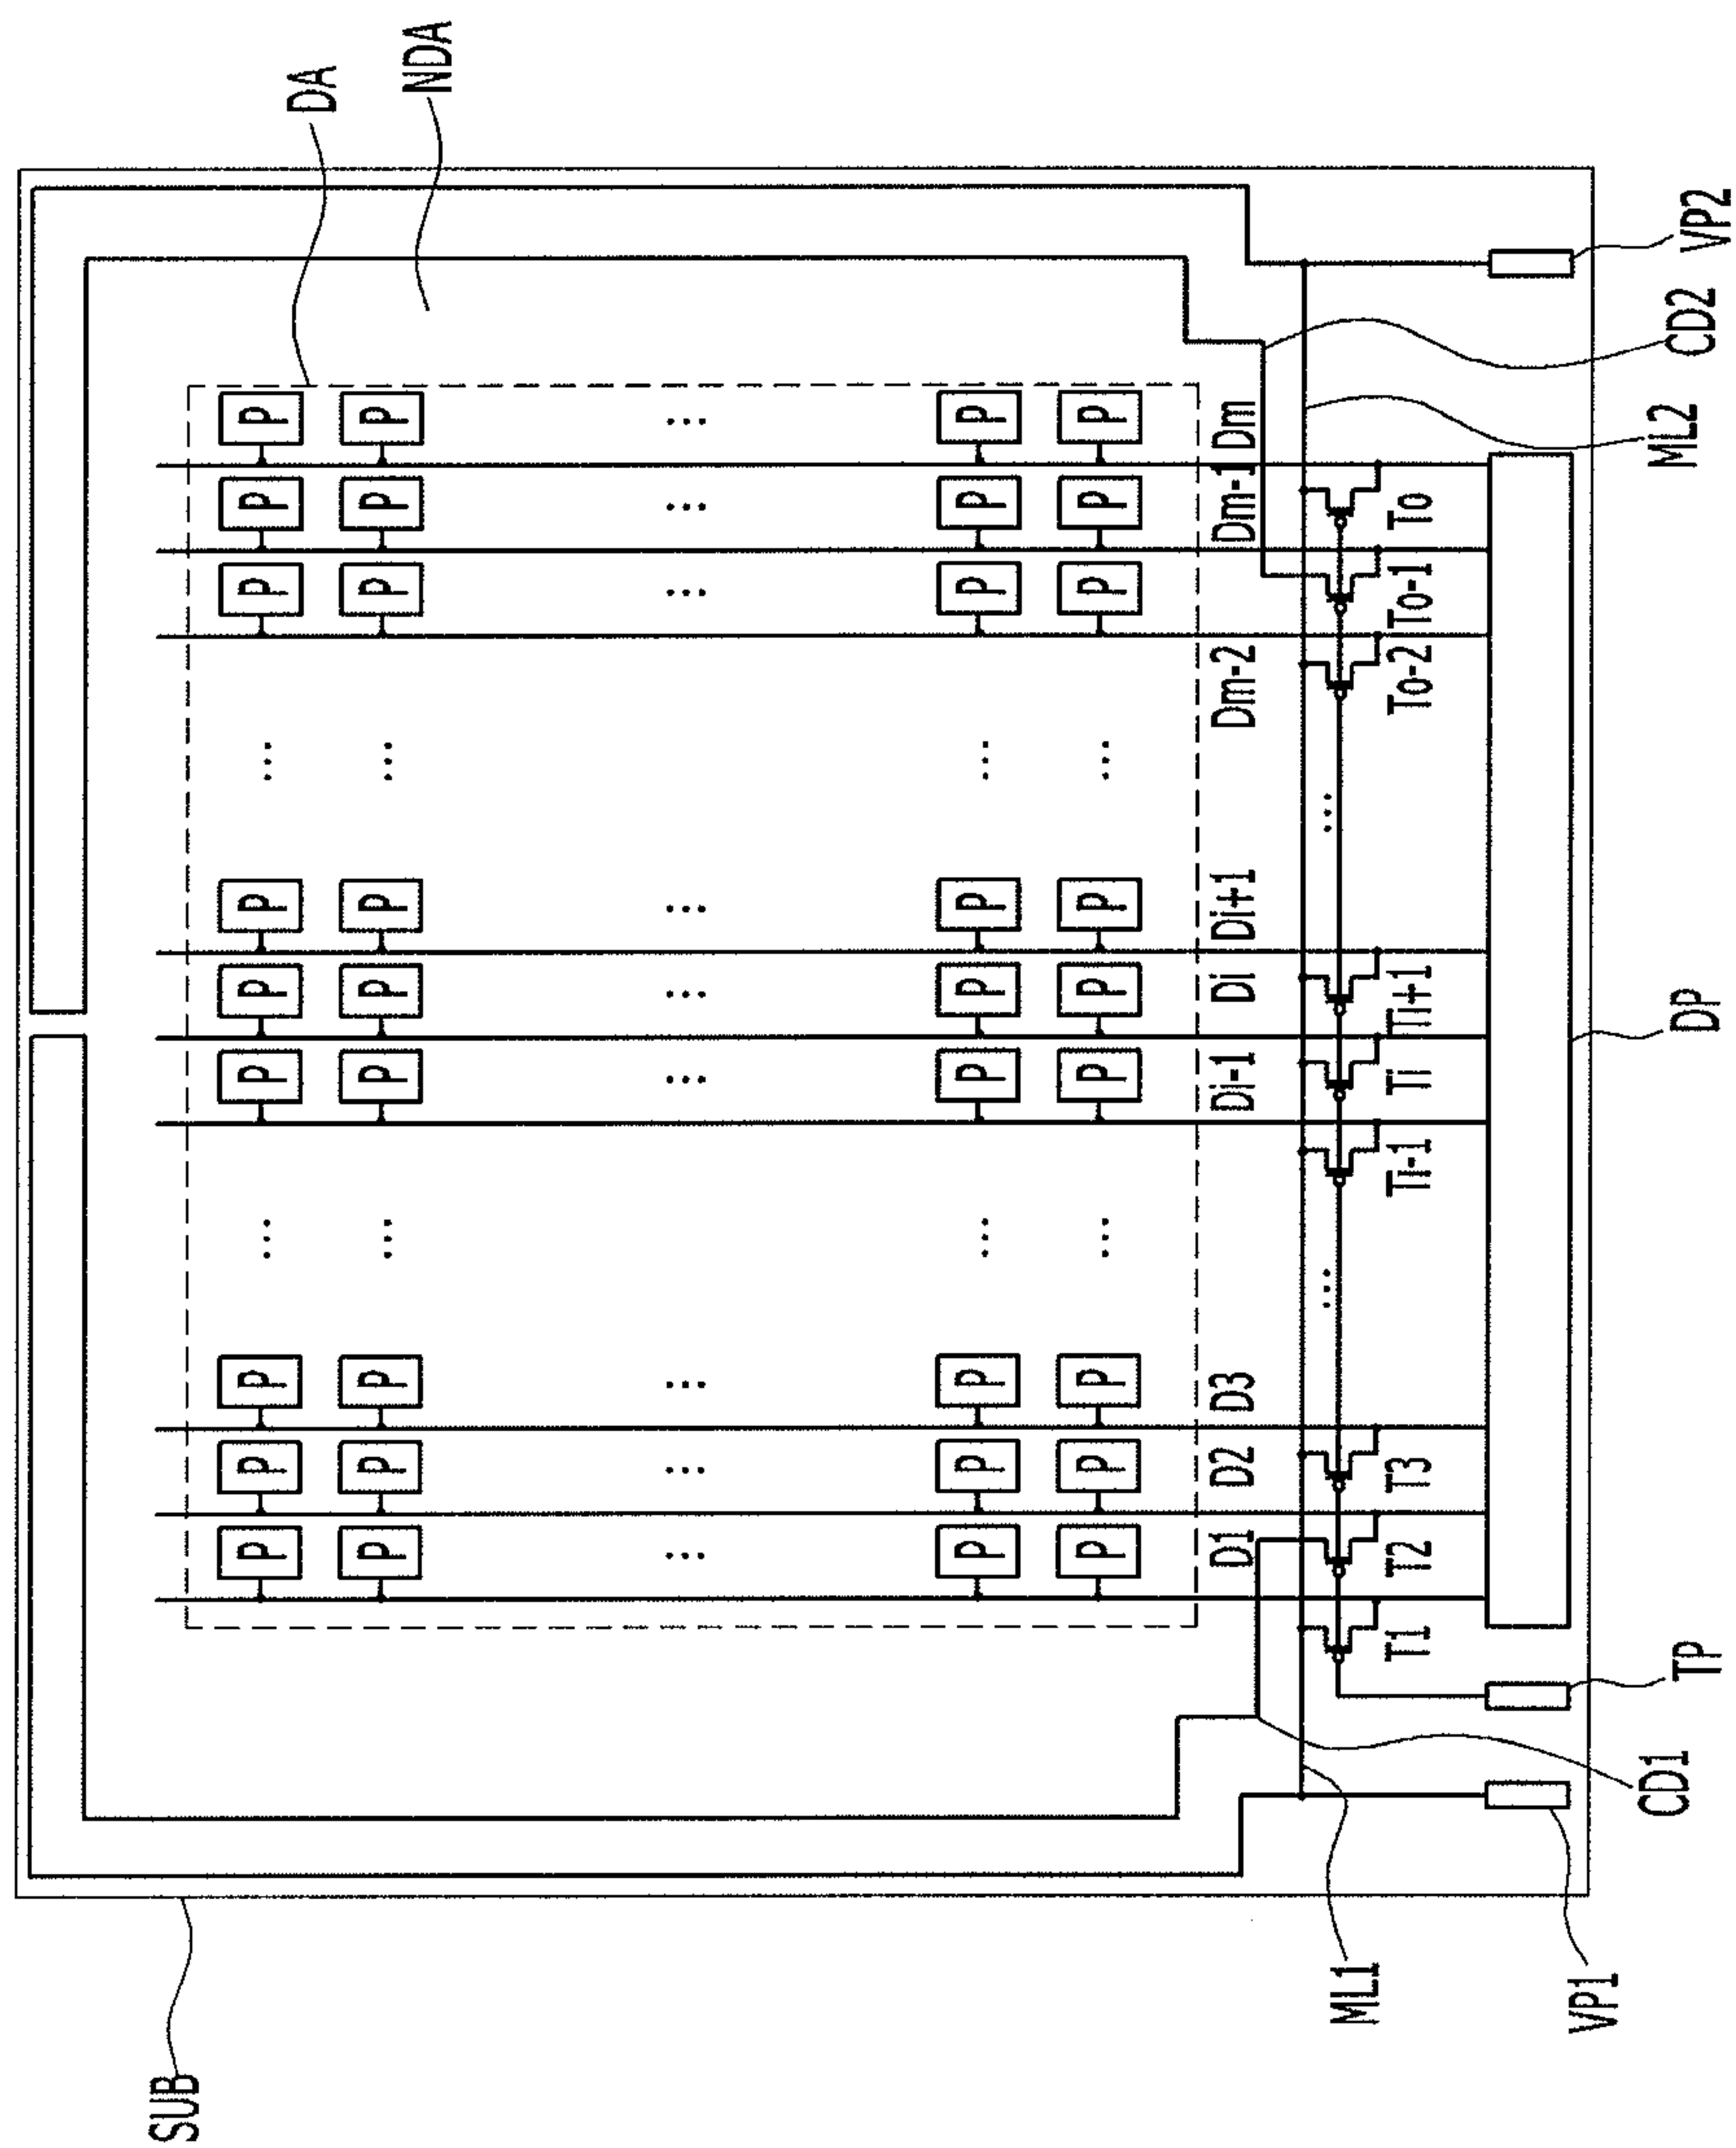 SUB
DA
NDA
P P P ... P P P ... P P P
P P P ... P P P ... P P P
... ... ... ... ... ... ... ... ...
P P P ... P P P ... P P P
P P P ... P P P ... P P P
D1 D2 D3 Di-1 Di Di+1 Dm-2 Dm-1 Dm
... ...
T1 T2 T3 Ti-1 Ti Ti+1 To-2 To-1 To
ML1
VP1
CD1
TP
DP
ML2
CD2
VP2